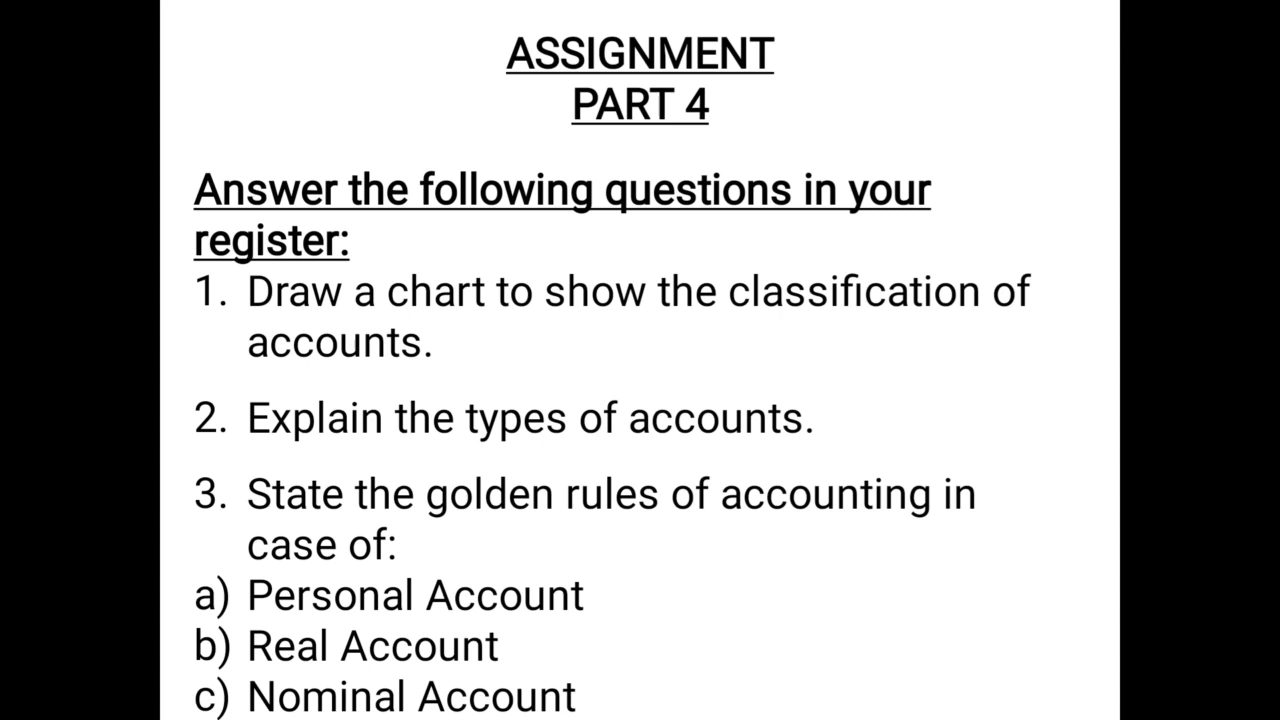 ASSIGNMENT
PART 4
Answer the following questions in your
register:
1. Draw a chart to show the classification of
accounts.
2. Explain the types of accounts.
3. State the golden rules of accounting in
case of:
a) Personal Account
b) Real Account
c) Nominal Account